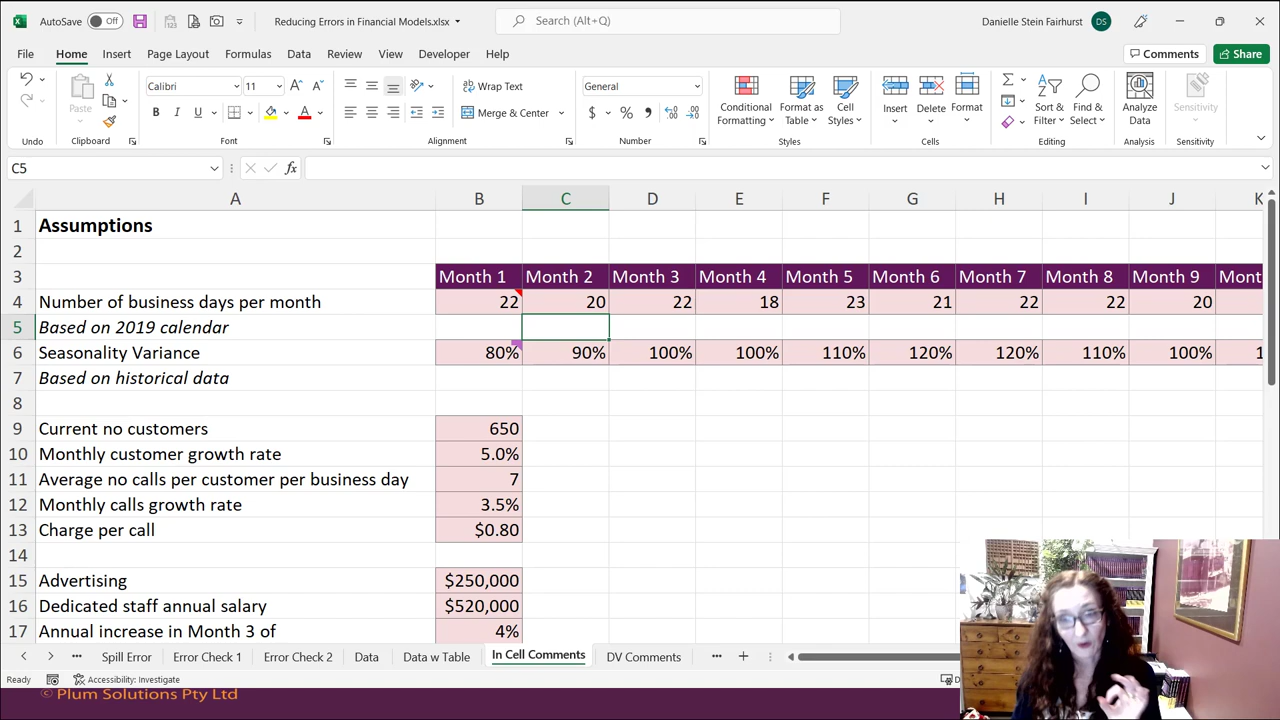 AutoSave Off Reducing Errors in Financial Models.xlsx Search (Alt+Q) Danielle Stein Fairhurst DS
File Home Insert Page Layout Formulas Data Review View Developer Help Comments Share
Paste Calibri 11 Wrap Text General Conditional Formatting Format as Table Cell Styles Insert Delete Format Sort & Filter Find & Select Analyze Data Sensitivity
B I U Merge & Center $ % ,
Undo Clipboard Font Alignment Number Styles Cells Editing Analysis Sensitivity
C5 fx
A B C D E F G H I J K
1 Assumptions
2
3 Month 1 Month 2 Month 3 Month 4 Month 5 Month 6 Month 7 Month 8 Month 9 Mont
4 Number of business days per month 22 20 22 18 23 21 22 22 20
5 Based on 2019 calendar
6 Seasonality Variance 80% 90% 100% 100% 110% 120% 120% 110% 100% 1
7 Based on historical data
8
9 Current no customers 650
10 Monthly customer growth rate 5.0%
11 Average no calls per customer per business day 7
12 Monthly calls growth rate 3.5%
13 Charge per call $0.80
14
15 Advertising $250,000
16 Dedicated staff annual salary $520,000
17 Annual increase in Month 3 of 4%
Spill Error Error Check 1 Error Check 2 Data Data w Table In Cell Comments DV Comments
Ready Accessibility: Investigate D
© Plum Solutions Pty Ltd